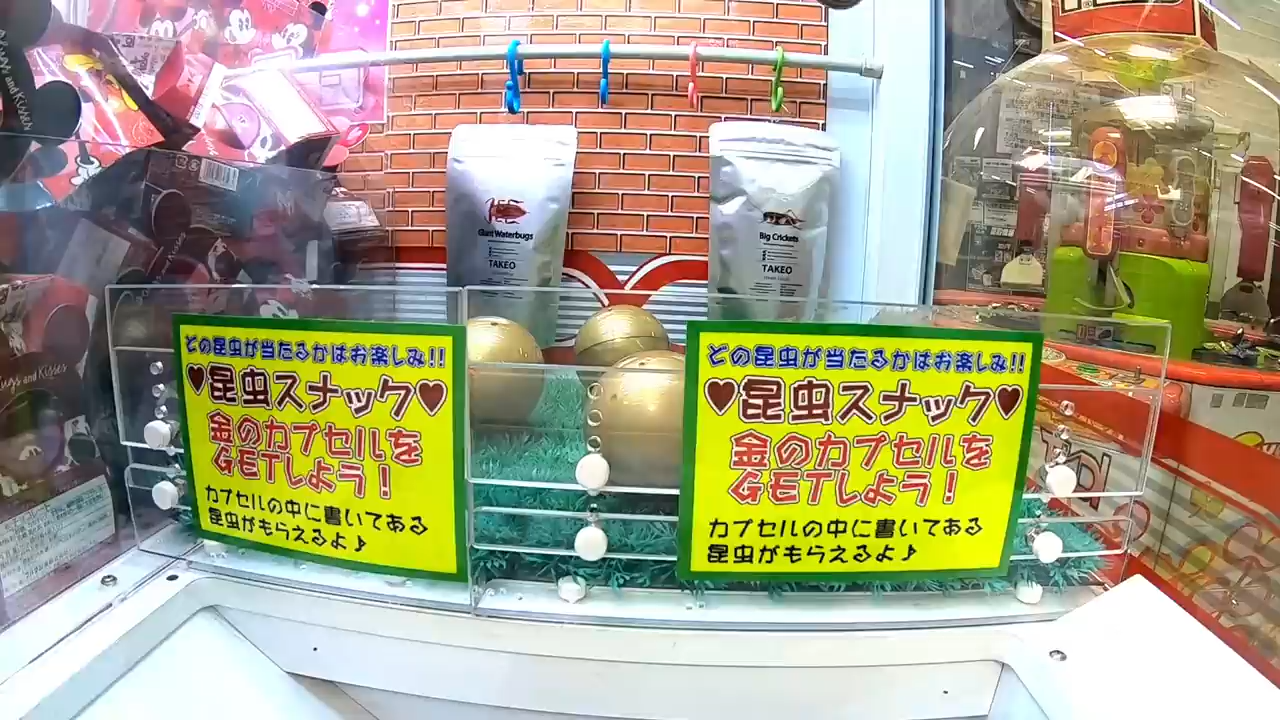 Giant Waterbugs
TAKEO
Big Crickets
TAKEO
どの昆虫が当たるかはお楽しみ!!
♥昆虫スナック♥
金のカプセルを
GETしよう!
カプセルの中に書いてある
昆虫がもらえるよ♪
どの昆虫が当たるかはお楽しみ!!
♥昆虫スナック♥
金のカプセルを
GETしよう!
カプセルの中に書いてある
昆虫がもらえるよ♪